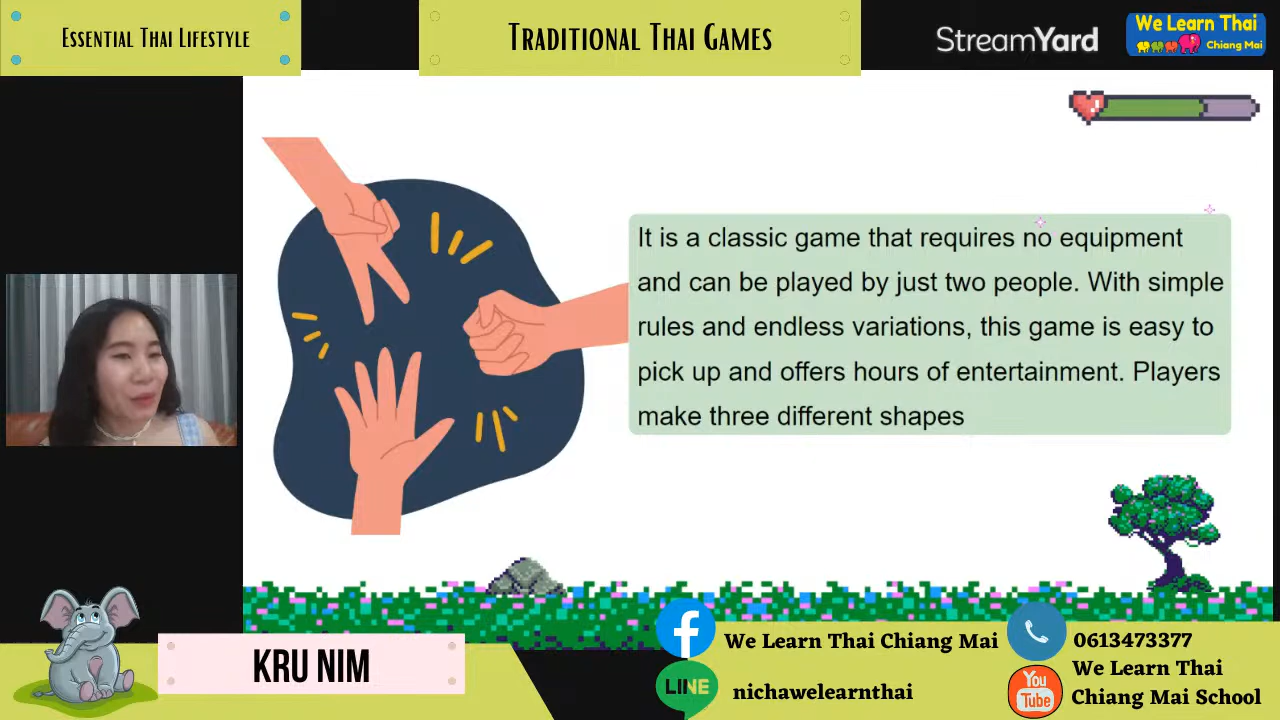 Essential Thai Lifestyle
Traditional Thai Games
StreamYard
We Learn Thai
Chiang Mai
It is a classic game that requires no equipment
and can be played by just two people. With simple
rules and endless variations, this game is easy to
pick up and offers hours of entertainment. Players
make three different shapes
KRU NIM
We Learn Thai Chiang Mai
0613473377
LINE
nichawelearnthai
You
Tube
We Learn Thai
Chiang Mai School